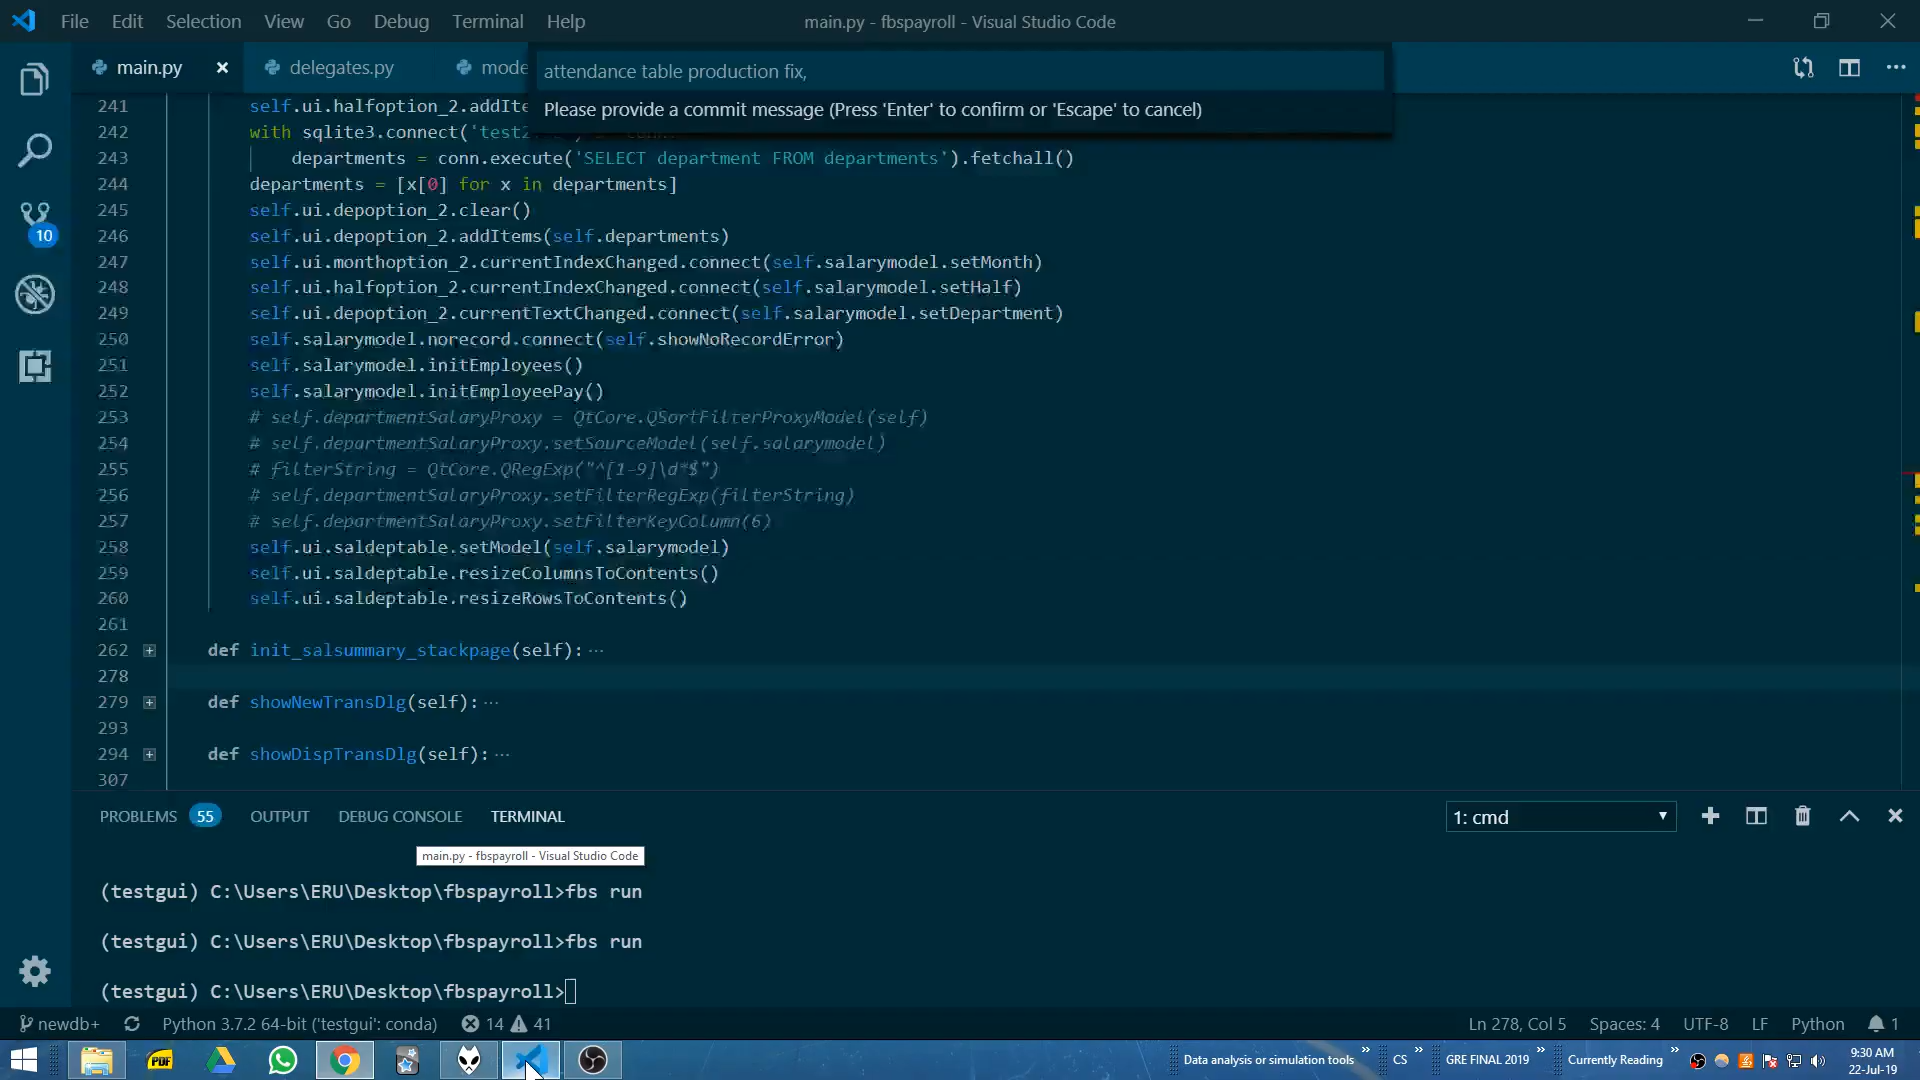 File Edit Selection View Go Debug Terminal Help main.py - fbspayroll - Visual Studio Code
main.py delegates.py mode
attendance table production fix,
Please provide a commit message (Press 'Enter' to confirm or 'Escape' to cancel)
241 self.ui.halfoption_2.addIte
242 with sqlite3.connect('test2
243 departments = conn.execute('SELECT department FROM departments').fetchall()
244 departments = [x[0] for x in departments]
245 self.ui.depoption_2.clear()
246 self.ui.depoption_2.addItems(self.departments)
247 self.ui.monthoption_2.currentIndexChanged.connect(self.salarymodel.setMonth)
248 self.ui.halfoption_2.currentIndexChanged.connect(self.salarymodel.setHalf)
249 self.ui.depoption_2.currentTextChanged.connect(self.salarymodel.setDepartment)
250 self.salarymodel.norecord.connect(self.showNoRecordError)
251 self.salarymodel.initEmployees()
252 self.salarymodel.initEmployeePay()
253 # self.departmentSalaryProxy = QtCore.QSortFilterProxyModel(self)
254 # self.departmentSalaryProxy.setSourceModel(self.salarymodel)
255 # filterString = QtCore.QRegExp("^[1-9]\d*$")
256 # self.departmentSalaryProxy.setFilterRegExp(filterString)
257 # self.departmentSalaryProxy.setFilterKeyColumn(6)
258 self.ui.saldeptable.setModel(self.salarymodel)
259 self.ui.saldeptable.resizeColumnsToContents()
260 self.ui.saldeptable.resizeRowsToContents()
261
262 def init_salsummary_stackpage(self): ...
278
279 def showNewTransDlg(self): ...
293
294 def showDispTransDlg(self): ...
307
10
PROBLEMS 55 OUTPUT DEBUG CONSOLE TERMINAL 1: cmd
main.py - fbspayroll - Visual Studio Code
(testgui) C:\Users\ERU\Desktop\fbspayroll>fbs run
(testgui) C:\Users\ERU\Desktop\fbspayroll>fbs run
(testgui) C:\Users\ERU\Desktop\fbspayroll>
newdb+ Python 3.7.2 64-bit ('testgui': conda) 14 41 Ln 278, Col 5 Spaces: 4 UTF-8 LF Python 1
PDF Data analysis or simulation tools » CS » GRE FINAL 2019 » Currently Reading » 9:30 AM
22-Jul-19